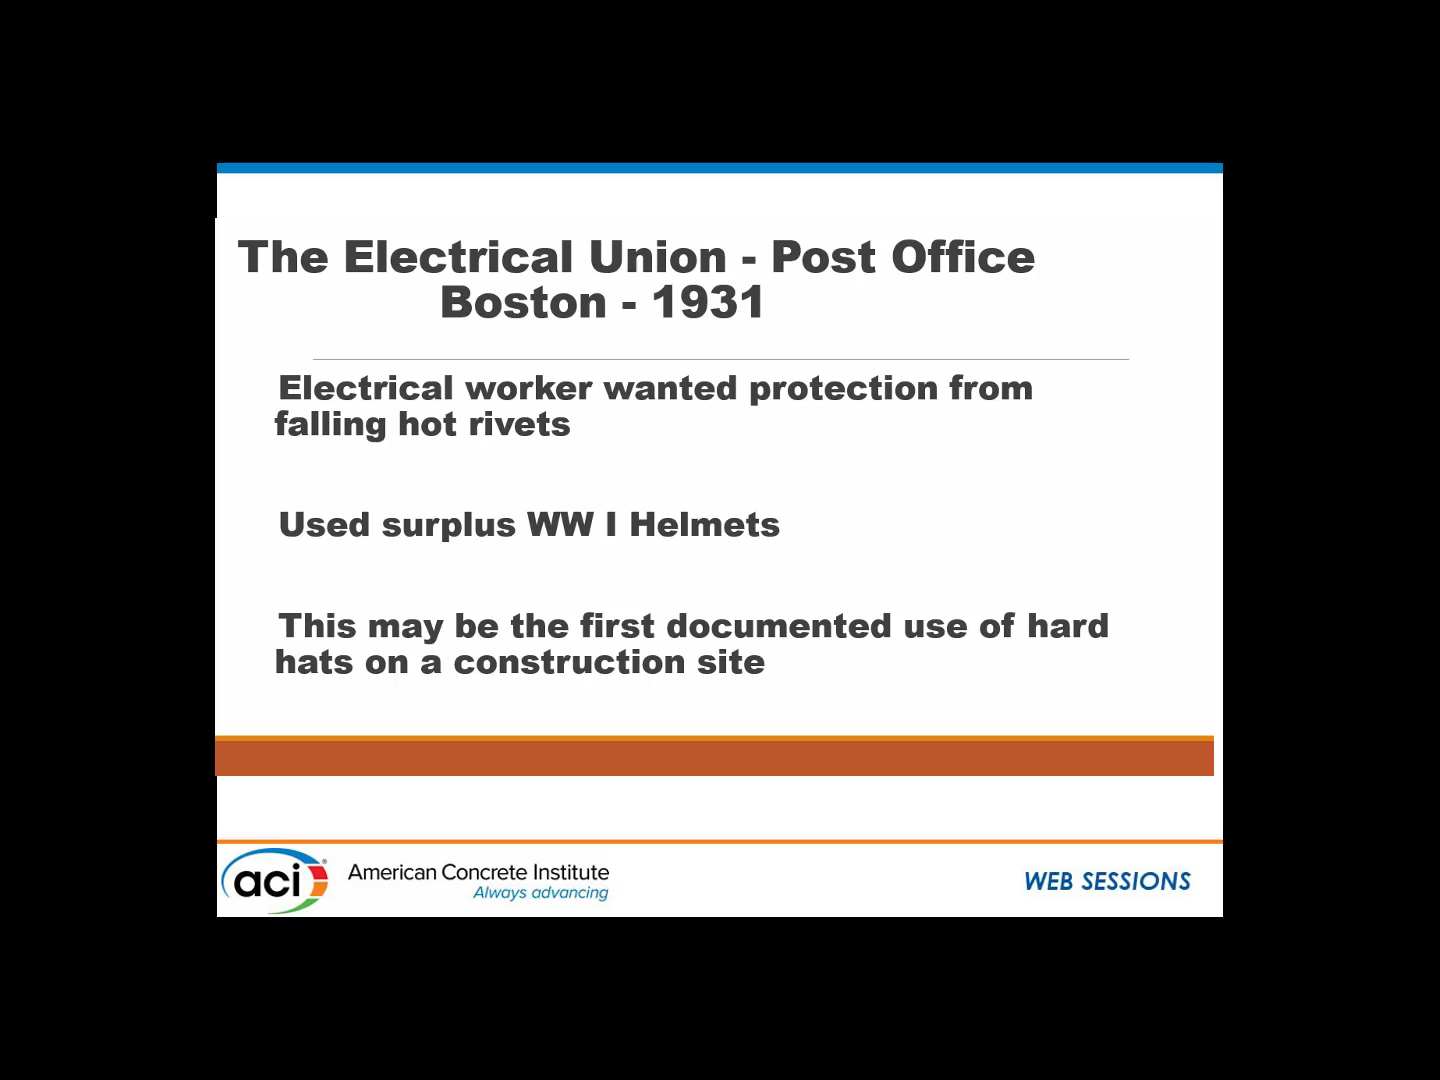 The Electrical Union - Post Office
Boston - 1931
Electrical worker wanted protection from
falling hot rivets
Used surplus WW I Helmets
This may be the first documented use of hard
hats on a construction site
aci®
American Concrete Institute
Always advancing
WEB SESSIONS